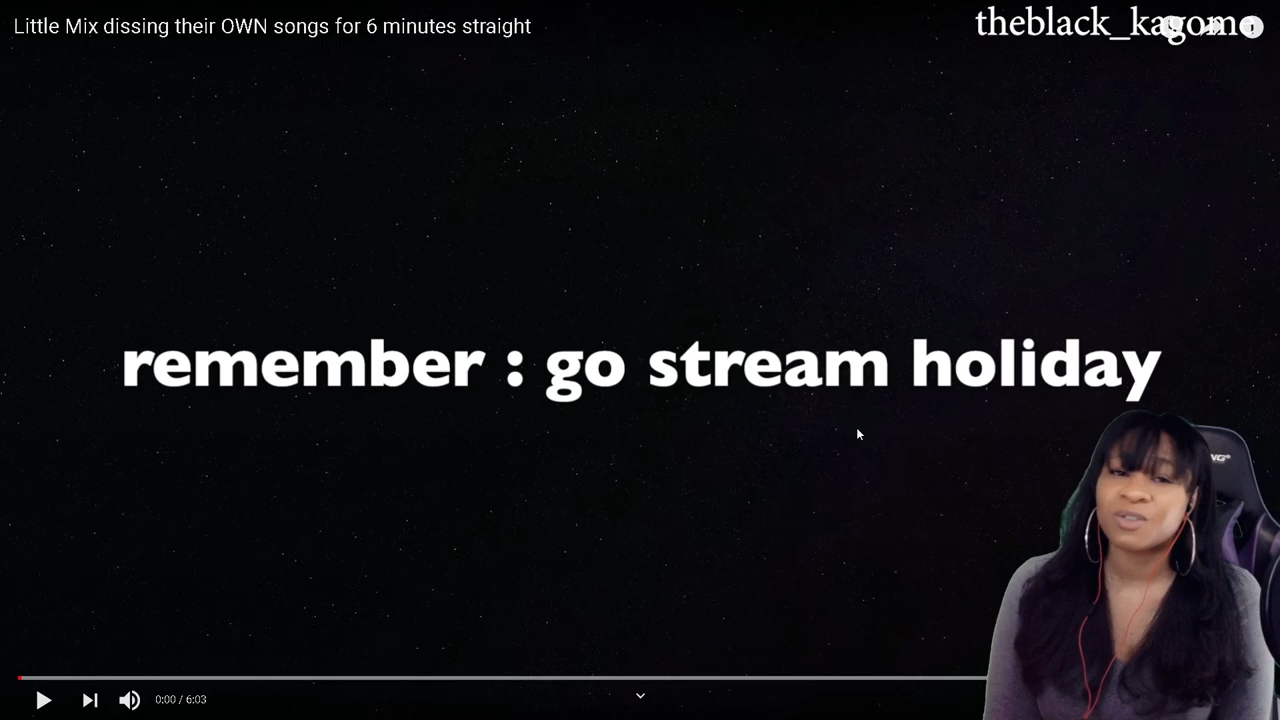 Little Mix dissing their OWN songs for 6 minutes straight
theblack_kagome
remember : go stream holiday
NG
0:00 / 6:03